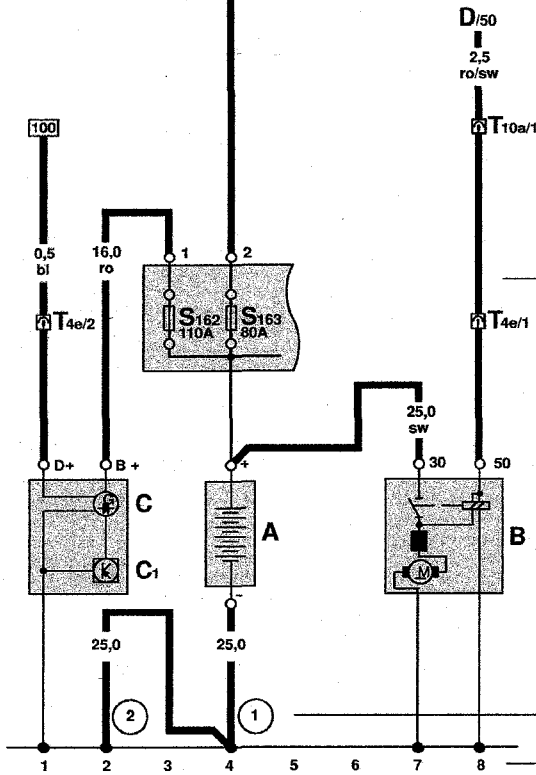 D/50
2,5
ro/sw
T10a/1
100
1
2
0,5
bl
16,0
ro
S162
110A
S163
80A
T4e/2
T4e/1
25,0
sw
D+
B+
+
30
50
C
A
B
M
C1
-
25,0
25,0
2
1
1
2
3
4
5
6
7
8